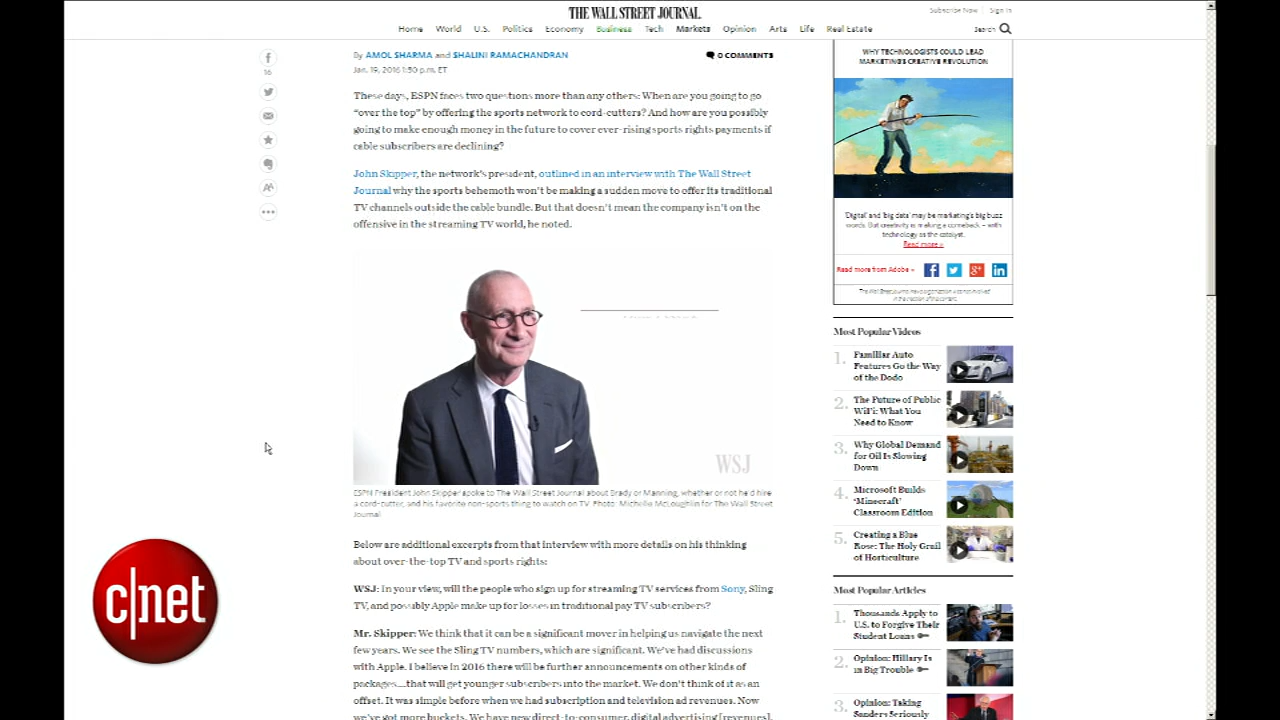 THE WALL STREET JOURNAL.
Subscribe Now | Sign In
Home World U.S. Politics Economy Business Tech Markets Opinion Arts Life Real Estate
Search
By AMOL SHARMA and SHALINI RAMACHANDRAN
0 COMMENTS
Jan. 19, 2016 1:50 p.m. ET
16
These days, ESPN faces two questions more than any others: When are you going to go
“over the top” by offering the sports network to cord-cutters? And how are you possibly
going to make enough money in the future to cover ever-rising sports rights payments if
cable subscribers are declining?
John Skipper, the network’s president, outlined in an interview with The Wall Street
Journal why the sports behemoth won’t be making a sudden move to offer its traditional
TV channels outside the cable bundle. But that doesn’t mean the company isn’t on the
offensive in the streaming TV world, he noted.
WSJ
ESPN President John Skipper spoke to The Wall Street Journal about Brady or Manning, whether or not he'd hire
a cord-cutter, and his favorite non-sports thing to watch on TV. Photo: Michelle McLoughlin for The Wall Street
Journal
Below are additional excerpts from that interview with more details on his thinking
about over-the-top TV and sports rights:
WSJ: In your view, will the people who sign up for streaming TV services from Sony, Sling
TV, and possibly Apple make up for losses in traditional pay TV subscribers?
Mr. Skipper: We think that it can be a significant mover in helping us navigate the next
few years. We see the Sling TV numbers, which are significant. We’ve had discussions
with Apple. I believe in 2016 there will be further announcements on other kinds of
packages....that will get younger subscribers into the market. We don’t think of it as an
offset. It was simple before when we had subscription and television ad revenues. Now
we’ve got more buckets. We have new direct-to-consumer, digital advertising [revenues].
WHY TECHNOLOGISTS COULD LEAD
MARKETING'S CREATIVE REVOLUTION
'Digital' and 'big data' may be marketing's big buzz
words. But creativity is making a comeback – with
technology as the catalyst.
Read more »
Read more from Adobe »
The Wall Street Journal news organization was not involved
in the creation of this content.
Most Popular Videos
1. Familiar Auto
Features Go the Way
of the Dodo
2. The Future of Public
WiFi: What You
Need to Know
3. Why Global Demand
for Oil Is Slowing
Down
4. Microsoft Builds
‘Minecraft’
Classroom Edition
5. Creating a Blue
Rose: The Holy Grail
of Horticulture
Most Popular Articles
1. Thousands Apply to
U.S. to Forgive Their
Student Loans
2. Opinion: Hillary Is
in Big Trouble
3. Opinion: Taking
Sanders Seriously
c|net